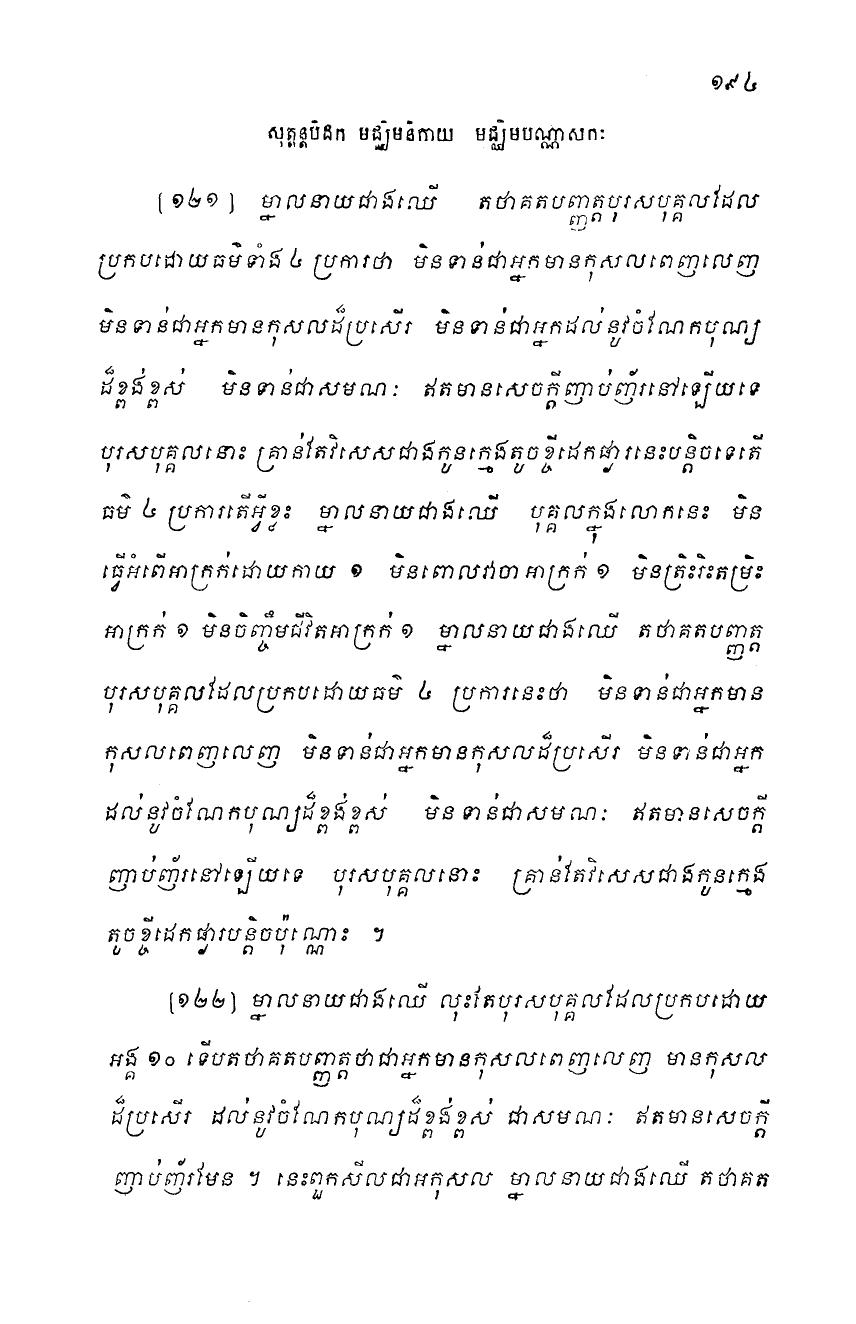 ១៩៤
សុត្តន្តបិដក មជ្ឈិមនិកាយ មជ្ឈិមបណ្ណាសកៈ
[១២១] ម្នាលនាយជាងឈើ តថាគតបញ្ញត្តបុរសបុគ្គលដែល
ប្រកបដោយធម៌ទាំង ៤ ប្រការថា មិនទាន់ជាអ្នកមានកុសលពេញលេញ
មិនទាន់ជាអ្នកមានកុសលដ៏ប្រសើរ មិនទាន់ជាអ្នកដល់នូវចំណែកបុណ្យ
ដ៏ខ្ពង់ខ្ពស់ មិនទាន់ជាសមណៈ ឥតមានសេចក្តីញាប់ញ័រនៅឡើយទេ
បុរសបុគ្គលនោះ គ្រាន់តែវិសេសជាងកូនក្មេងតូចខ្ចីដេកផ្ងារនេះបន្តិចទេតើ
ធម៌ ៤ ប្រការតើអ្វីខ្លះ ម្នាលនាយជាងឈើ បុគ្គលក្នុងលោកនេះ មិន
ធ្វើអំពើអាក្រក់ដោយកាយ ១ មិនពោលវាចាអាក្រក់ ១ មិនត្រិះរិះតម្រិះ
អាក្រក់ ១ មិនចិញ្ចឹមជីវិតអាក្រក់ ១ ម្នាលនាយជាងឈើ តថាគតបញ្ញត្ត
បុរសបុគ្គលដែលប្រកបដោយធម៌ ៤ ប្រការនេះថា មិនទាន់ជាអ្នកមាន
កុសលពេញលេញ មិនទាន់ជាអ្នកមានកុសលដ៏ប្រសើរ មិនទាន់ជាអ្នក
ដល់នូវចំណែកបុណ្យដ៏ខ្ពង់ខ្ពស់ មិនទាន់ជាសមណៈ ឥតមានសេចក្តី
ញាប់ញ័រនៅឡើយទេ បុរសបុគ្គលនោះ គ្រាន់តែវិសេសជាងកូនក្មេង
តូចខ្ចីដេកផ្ងារបន្តិចប៉ុណ្ណោះ ។
[១២២] ម្នាលនាយជាងឈើ លុះតែបុរសបុគ្គលដែលប្រកបដោយ
អង្គ ១០ ទើបតថាគតបញ្ញត្តថាជាអ្នកមានកុសលពេញលេញ មានកុសល
ដ៏ប្រសើរ ដល់នូវចំណែកបុណ្យដ៏ខ្ពង់ខ្ពស់ ជាសមណៈ ឥតមានសេចក្តី
ញាប់ញ័រមែន ។ នេះពួកសីលជាអកុសល ម្នាលនាយជាងឈើ តថាគត